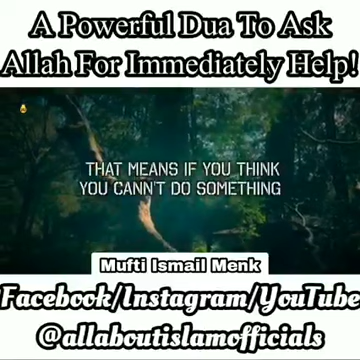 A Powerful Dua To Ask
Allah For Immediately Help!
THAT MEANS IF YOU THINK
YOU CANN'T DO SOMETHING
Mufti Ismail Menk
Facebook/Instagram/YouTube
@allaboutislamofficials